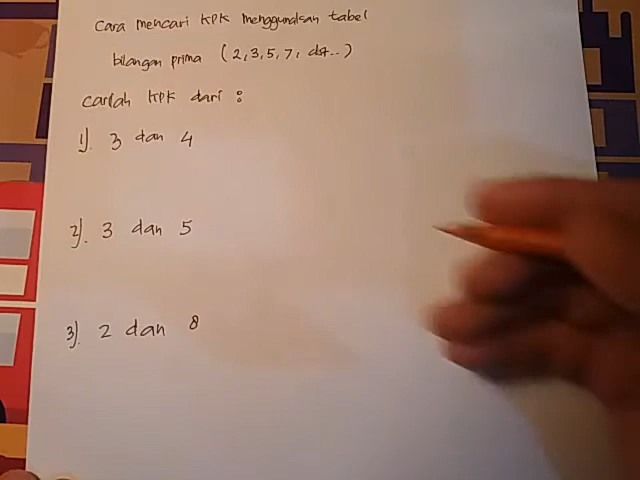 Cara mencari KPK menggunakan tabel
bilangan prima (2, 3, 5, 7, dst..)
Carilah KPK dari :
1). 3 dan 4
2). 3 dan 5
3). 2 dan 8